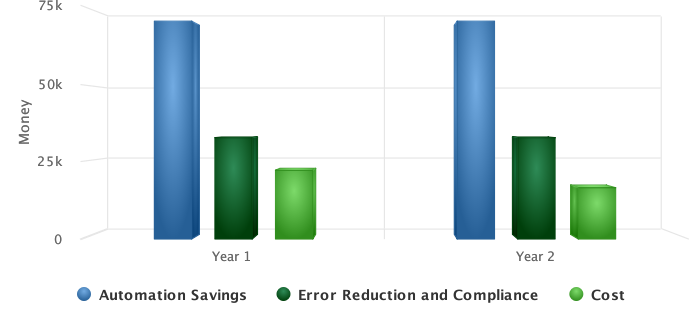 75k
50k
25k
0
Money
Year 1
Year 2
Automation Savings
Error Reduction and Compliance
Cost